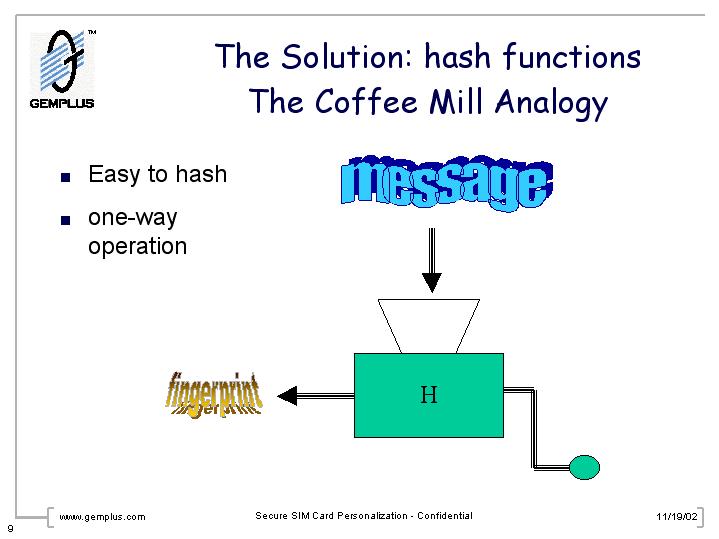 TM
GEMPLUS
The Solution: hash functions
The Coffee Mill Analogy
Easy to hash
one-way
operation
message
fingerprint
H
www.gemplus.com
Secure SIM Card Personalization - Confidential
11/19/02
9